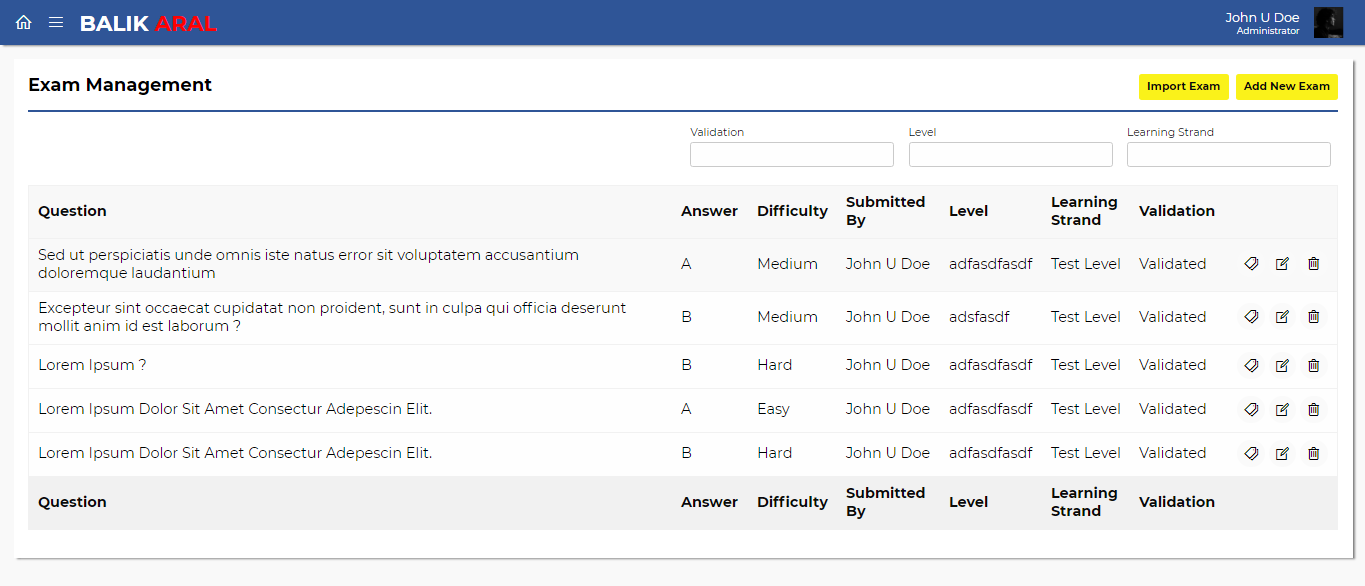 BALIK ARAL
John U Doe
Administrator
Exam Management
Import Exam
Add New Exam
Validation
Level
Learning Strand
Question Answer Difficulty Submitted By Level Learning Strand Validation
Sed ut perspiciatis unde omnis iste natus error sit voluptatem accusantium
doloremque laudantium
A Medium John U Doe adfasdfasdf Test Level Validated
Excepteur sint occaecat cupidatat non proident, sunt in culpa qui officia deserunt
mollit anim id est laborum ?
B Medium John U Doe adsfasdf Test Level Validated
Lorem Ipsum ? B Hard John U Doe adfasdfasdf Test Level Validated
Lorem Ipsum Dolor Sit Amet Consectur Adepescin Elit. A Easy John U Doe adfasdfasdf Test Level Validated
Lorem Ipsum Dolor Sit Amet Consectur Adepescin Elit. B Hard John U Doe adfasdfasdf Test Level Validated
Question Answer Difficulty Submitted By Level Learning Strand Validation